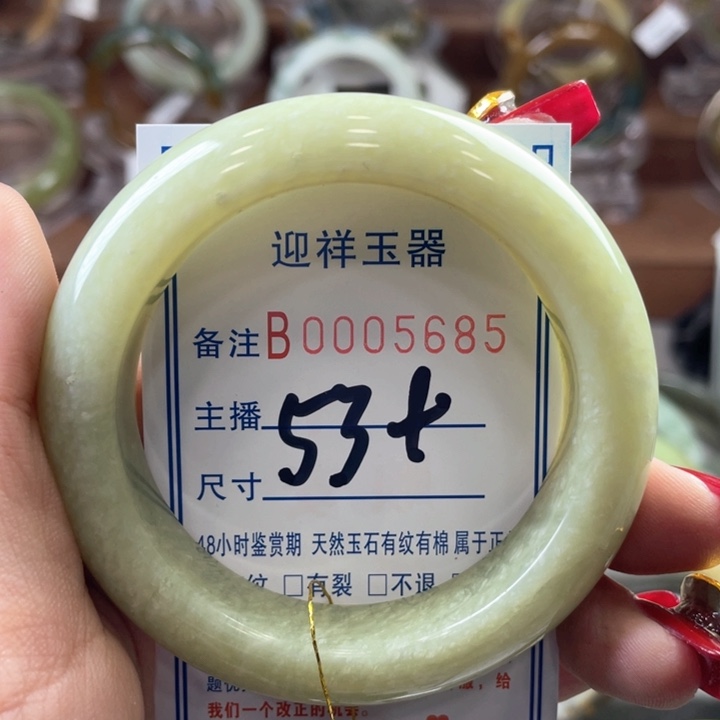 迎祥玉器
备注B0005685
主播
53+
尺寸
48小时鉴赏期 天然玉石有纹有棉 属于正
纹 □有裂 □不退
给
我们一个改正的机会。